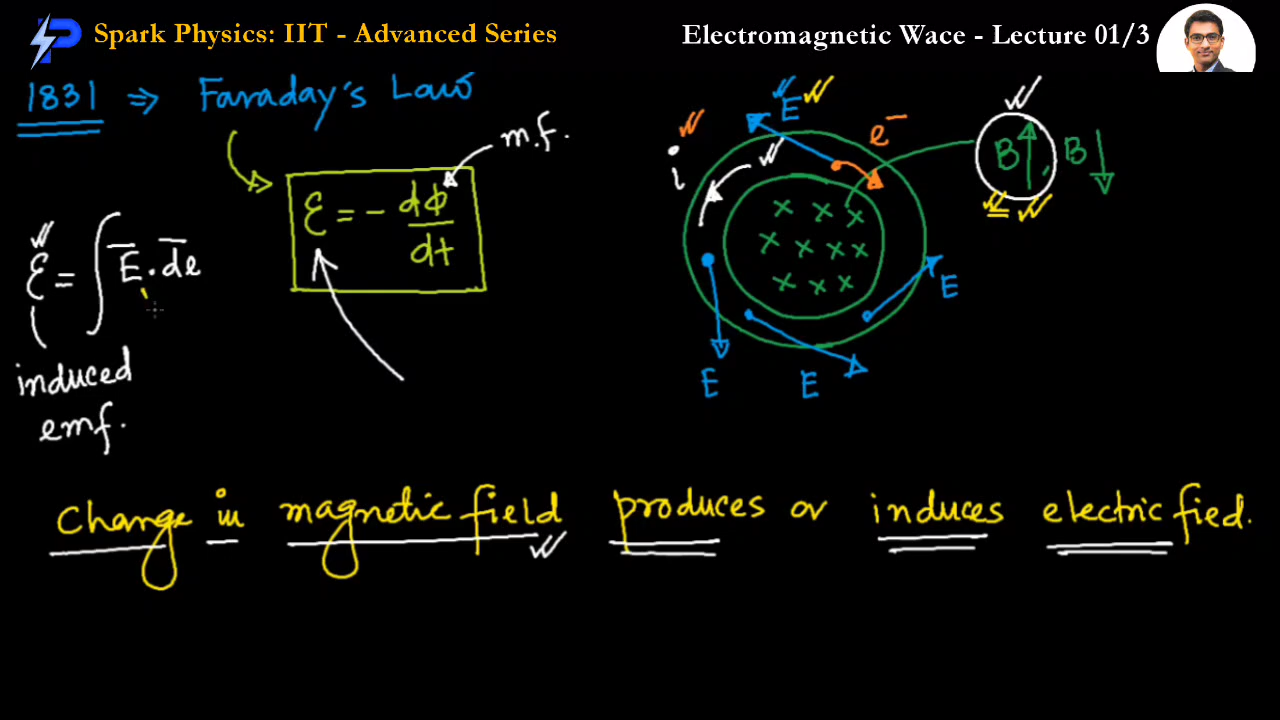 Spark Physics: IIT - Advanced Series
Electromagnetic Wace - Lecture 01/3
1831 ⇒ Faraday's Law
m.f.
ε = - dφ/dt
ε = ∫ E̅ . d̅e̅
induced
emf.
i
E
e⁻
B ↑, B ↓
x x x
x x x x
x x x
E
E
E
Change in magnetic field produces or induces electric fied.